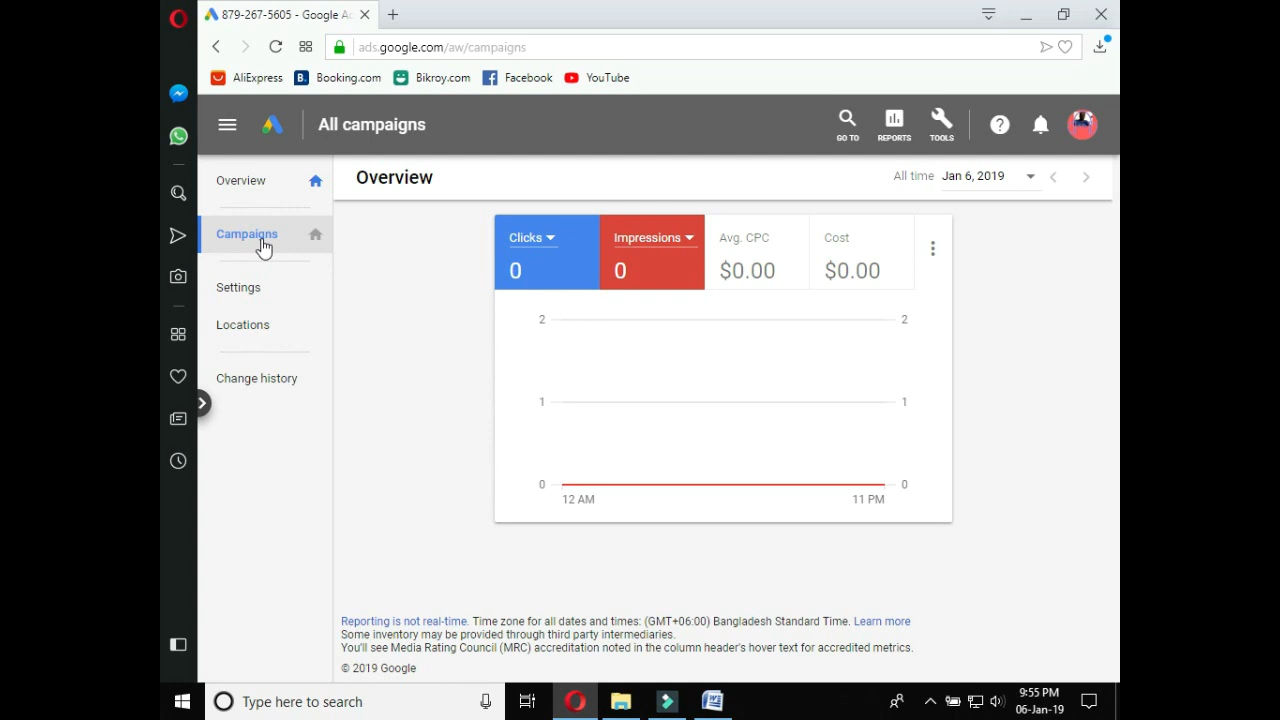 879-267-5605 - Google Ad
ads.google.com/aw/campaigns
AliExpress
B. Booking.com
Bikroy.com
Facebook
YouTube
All campaigns
GO TO
REPORTS
TOOLS
Overview
Campaigns
Settings
Locations
Change history
Overview
All time Jan 6, 2019
Clicks
0
Impressions
0
Avg. CPC
$0.00
Cost
$0.00
2 2
1 1
0 0
12 AM 11 PM
Reporting is not real-time. Time zone for all dates and times: (GMT+06:00) Bangladesh Standard Time. Learn more
Some inventory may be provided through third party intermediaries.
You'll see Media Rating Council (MRC) accreditation noted in the column header's hover text for accredited metrics.
© 2019 Google
Type here to search
9:55 PM
06-Jan-19